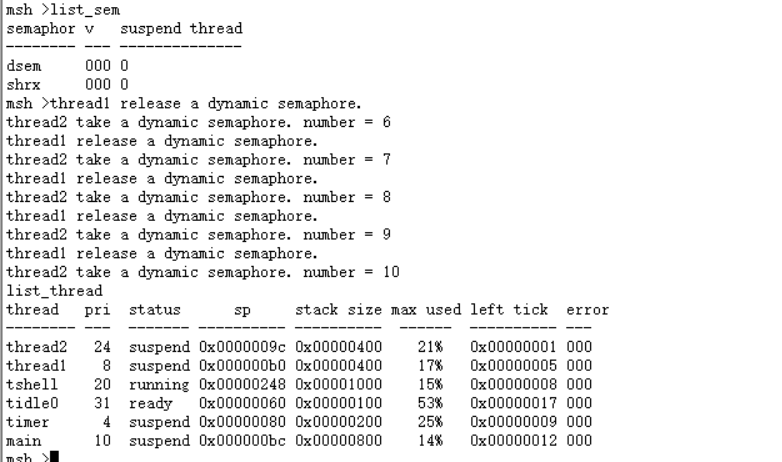 msh >list_sem
semaphor v   suspend thread
-------- --- --------------
dsem     000 0
shrx     000 0
msh >thread1 release a dynamic semaphore.
thread2 take a dynamic semaphore. number = 6
thread1 release a dynamic semaphore.
thread2 take a dynamic semaphore. number = 7
thread1 release a dynamic semaphore.
thread2 take a dynamic semaphore. number = 8
thread1 release a dynamic semaphore.
thread2 take a dynamic semaphore. number = 9
thread1 release a dynamic semaphore.
thread2 take a dynamic semaphore. number = 10
list_thread
thread   pri  status      sp     stack size max used left tick  error
-------- ---  ------- ---------- ----------  ------  ---------- ---
thread2   24  suspend 0x0000009c 0x00000400    21%   0x00000001 000
thread1    8  suspend 0x000000b0 0x00000400    17%   0x00000005 000
tshell    20  running 0x00000248 0x00001000    15%   0x00000008 000
tidle0    31  ready   0x00000060 0x00000100    53%   0x00000017 000
timer      4  suspend 0x00000080 0x00000200    25%   0x00000009 000
main      10  suspend 0x000000bc 0x00000800    14%   0x00000012 000
msh >